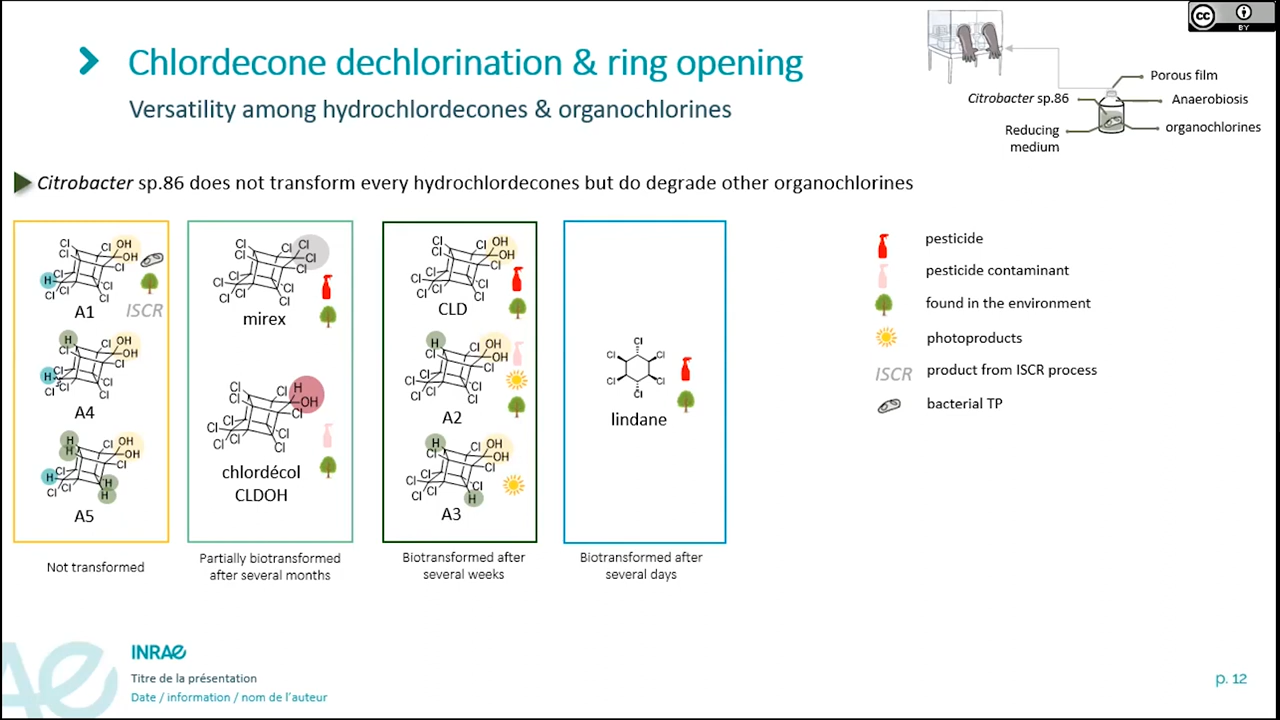 Chlordecone dechlorination & ring opening
Versatility among hydrochlordecones & organochlorines
CC
BY
Porous film
Citrobacter sp.86
Anaerobiosis
Reducing
medium
organochlorines
Citrobacter sp.86 does not transform every hydrochlordecones but do degrade other organochlorines
A1
ISCR
A4
A5
Not transformed
mirex
chlordécol
CLDOH
Partially biotransformed
after several months
CLD
A2
A3
Biotransformed after
several weeks
lindane
Biotransformed after
several days
pesticide
pesticide contaminant
found in the environment
photoproducts
ISCR product from ISCR process
bacterial TP
INRAE
Titre de la présentation
Date / information / nom de l'auteur
p. 12